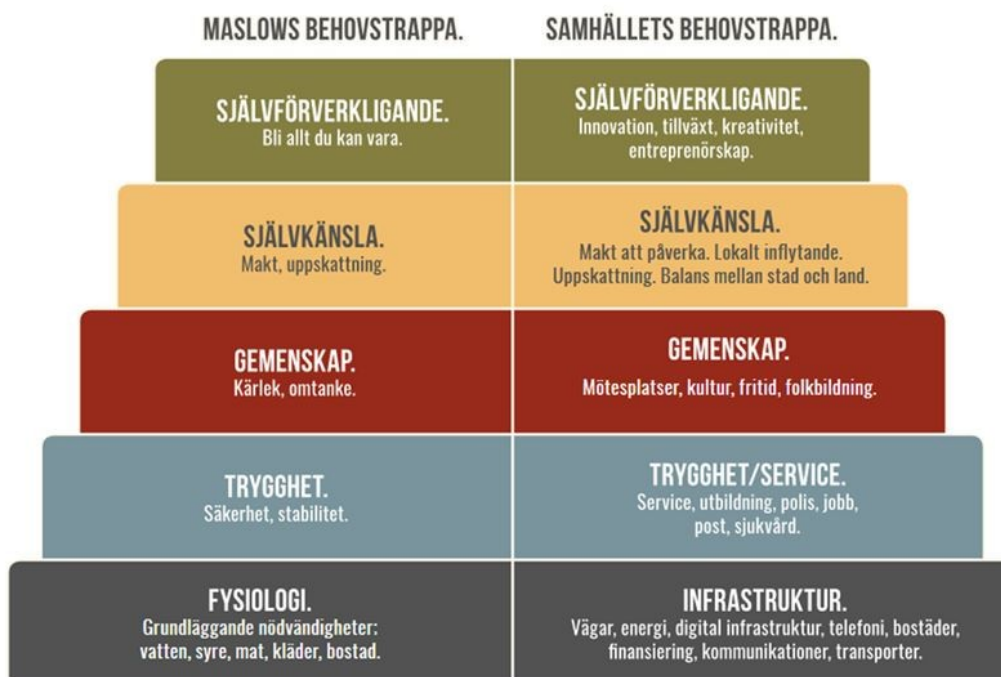 MASLOWS BEHOVSTRAPPA.
SAMHÄLLETS BEHOVSTRAPPA.
SJÄLVFÖRVERKLIGANDE.
Bli allt du kan vara.
SJÄLVFÖRVERKLIGANDE.
Innovation, tillväxt, kreativitet,
entreprenörskap.
SJÄLVKÄNSLA.
Makt, uppskattning.
SJÄLVKÄNSLA.
Makt att påverka. Lokalt inflytande.
Uppskattning. Balans mellan stad och land.
GEMENSKAP.
Kärlek, omtanke.
GEMENSKAP.
Mötesplatser, kultur, fritid, folkbildning.
TRYGGHET.
Säkerhet, stabilitet.
TRYGGHET/SERVICE.
Service, utbildning, polis, jobb,
post, sjukvård.
FYSIOLOGI.
Grundläggande nödvändigheter:
vatten, syre, mat, kläder, bostad.
INFRASTRUKTUR.
Vägar, energi, digital infrastruktur, telefoni, bostäder,
finansiering, kommunikationer, transporter.